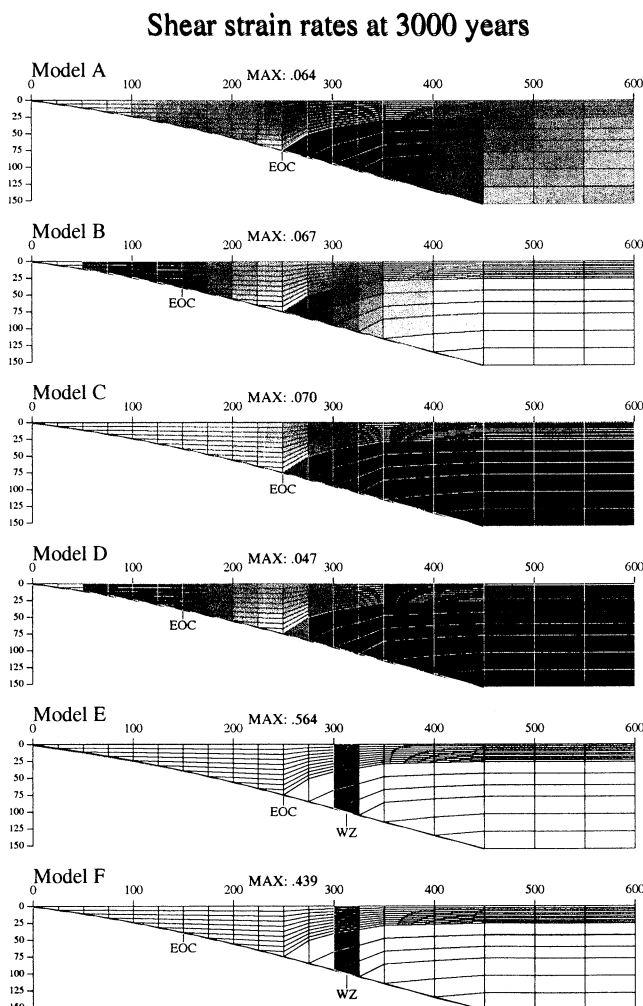 Shear strain rates at 3000 years
Model A
MAX: .064
0 100 200 300 400 500 600
0
25
50
75
100
125
150
EOC
Model B
MAX: .067
0 100 200 300 400 500 600
0
25
50
75
100
125
150
EOC
Model C
MAX: .070
0 100 200 300 400 500 600
0
25
50
75
100
125
150
EOC
Model D
MAX: .047
0 100 200 300 400 500 600
0
25
50
75
100
125
150
EOC
Model E
MAX: .564
0 100 200 300 400 500 600
0
25
50
75
100
125
150
EOC
WZ
Model F
MAX: .439
0 100 200 300 400 500 600
0
25
50
75
100
125
150
EOC
WZ